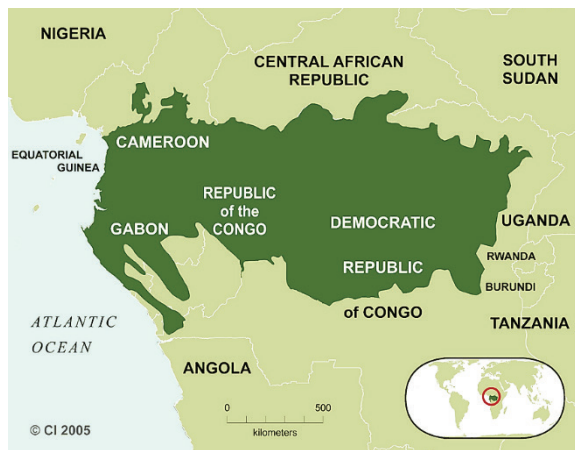 NIGERIA
CENTRAL AFRICAN
REPUBLIC
SOUTH
SUDAN
CAMEROON
EQUATORIAL
GUINEA
REPUBLIC
of the
CONGO
DEMOCRATIC
GABON
UGANDA
RWANDA
REPUBLIC
BURUNDI
of CONGO
ATLANTIC
OCEAN
TANZANIA
ANGOLA
0 500
kilometers
© CI 2005